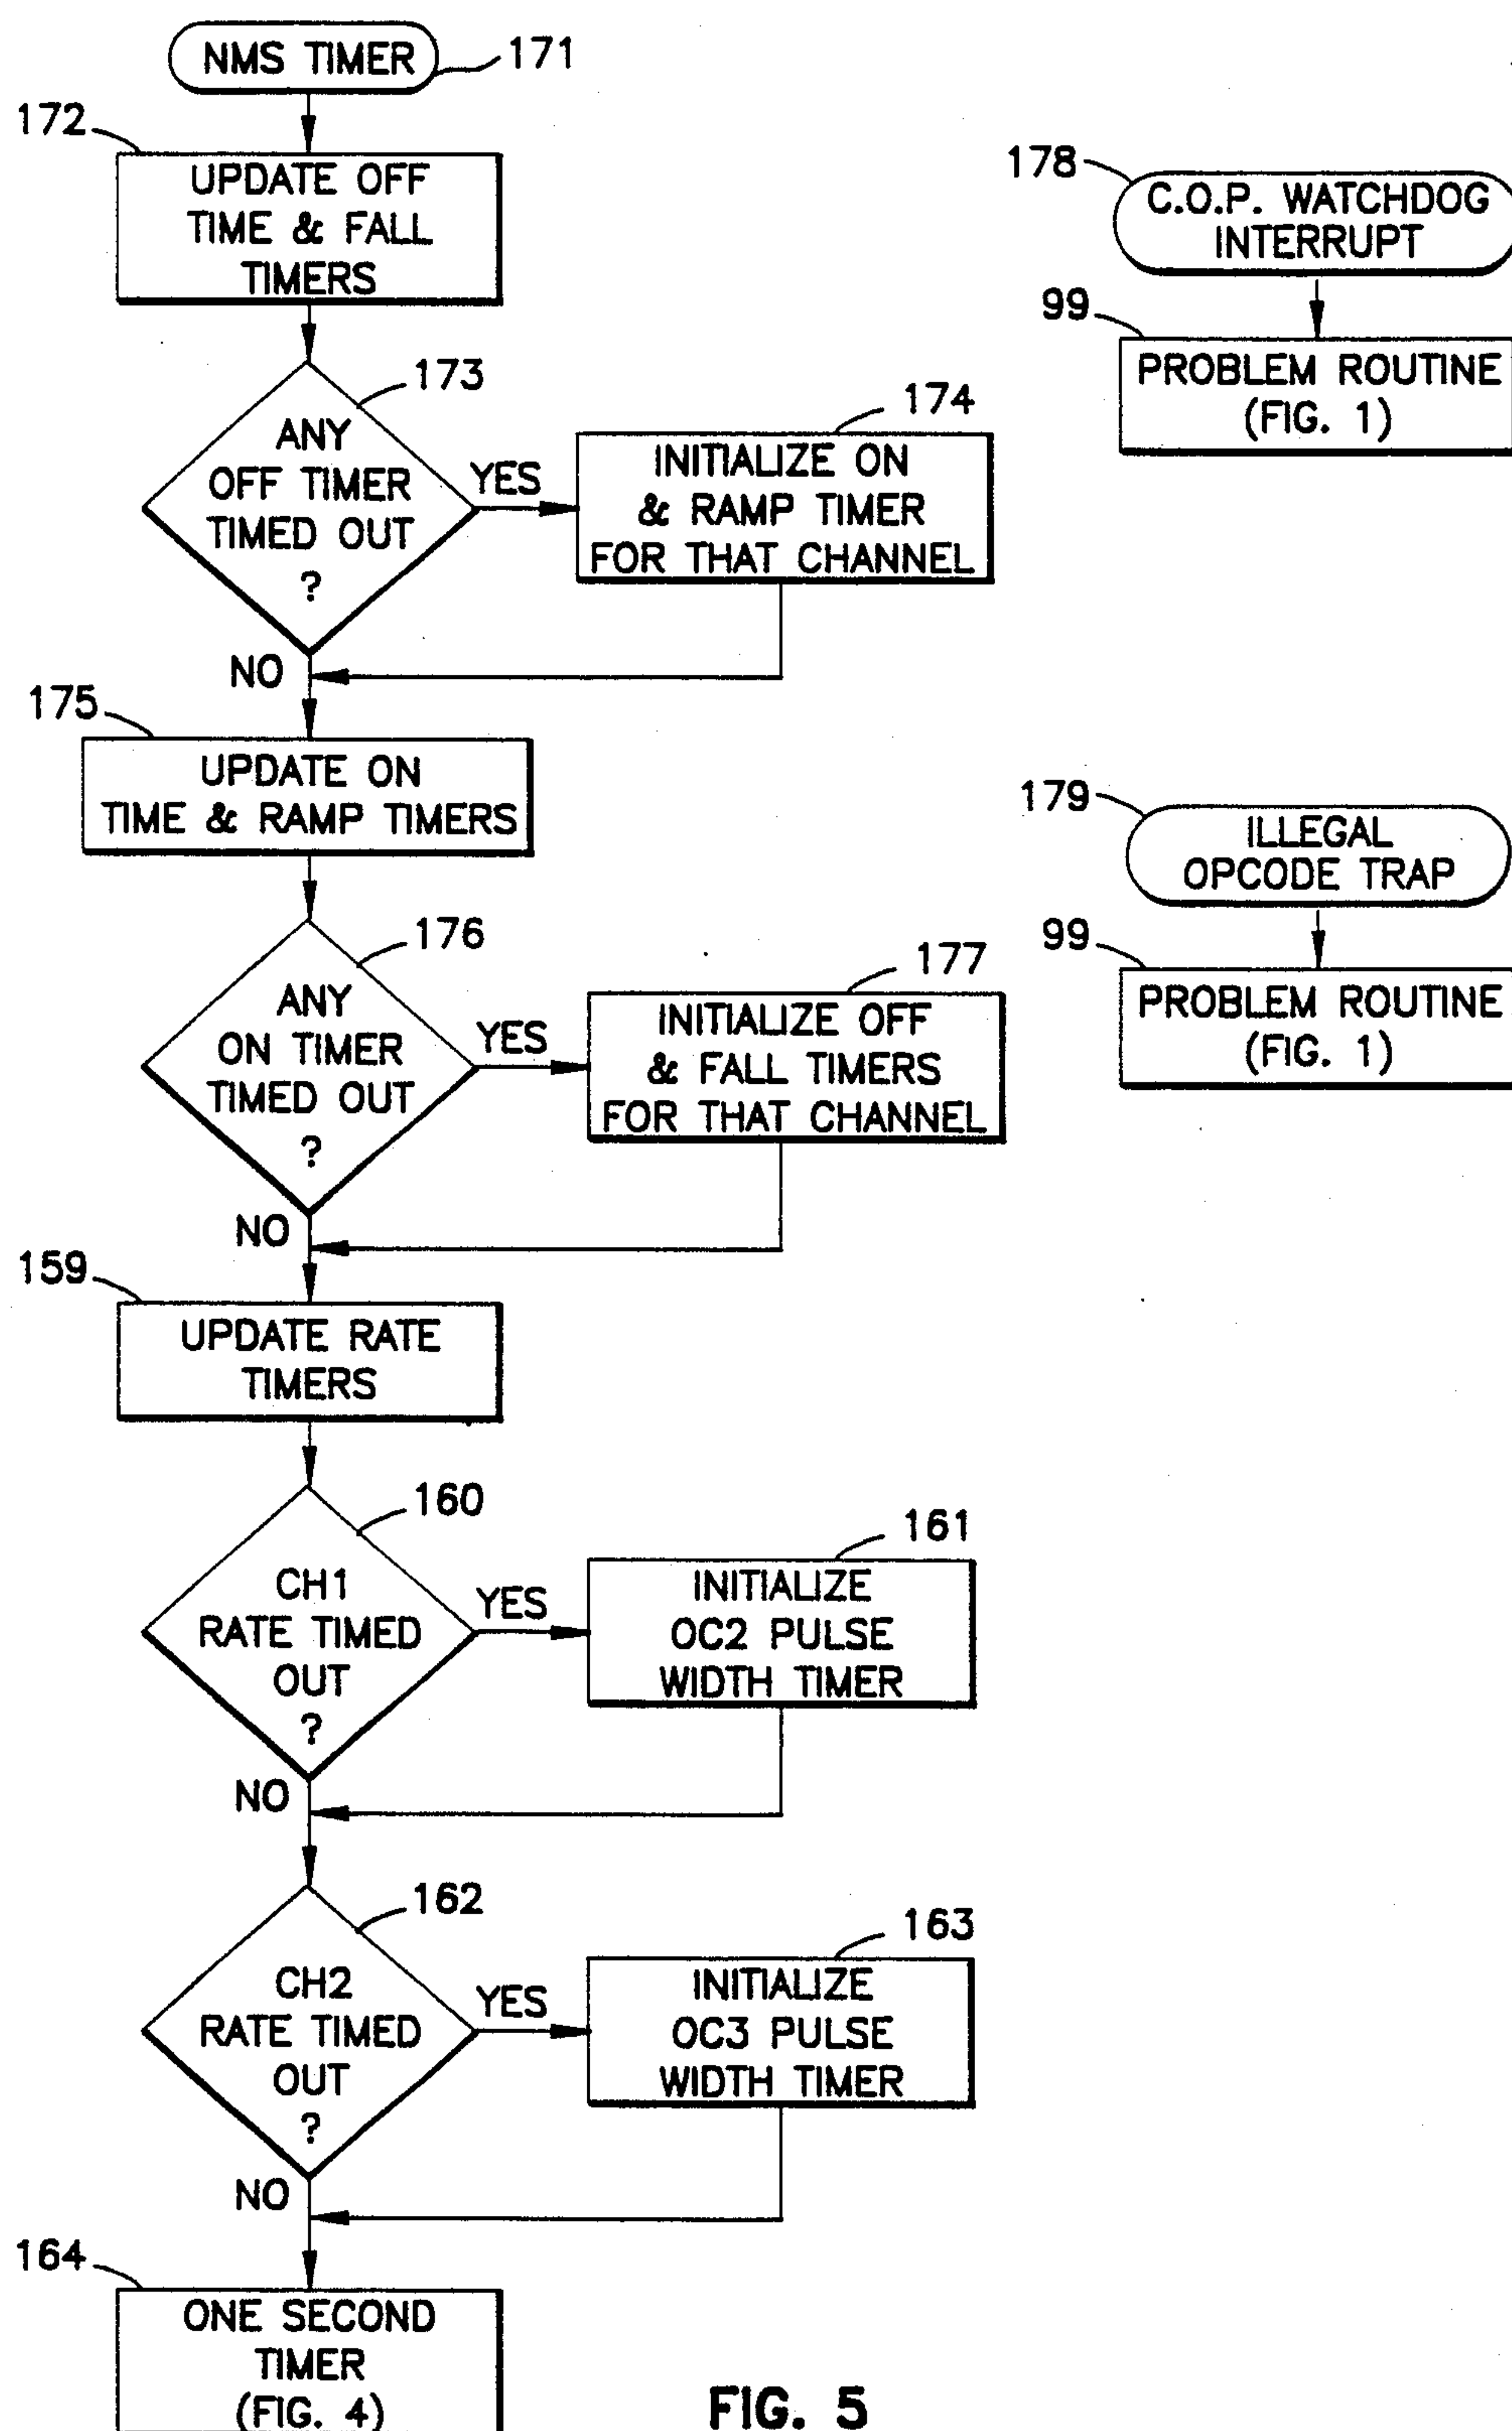 NMS TIMER
171
172
UPDATE OFF
TIME & FALL
TIMERS
173
ANY
OFF TIMER
TIMED OUT
?
YES
174
INITIALIZE ON
& RAMP TIMER
FOR THAT CHANNEL
NO
175
UPDATE ON
TIME & RAMP TIMERS
176
ANY
ON TIMER
TIMED OUT
?
YES
177
INITIALIZE OFF
& FALL TIMERS
FOR THAT CHANNEL
NO
159
UPDATE RATE
TIMERS
160
CH1
RATE TIMED
OUT
?
YES
161
INITIALIZE
OC2 PULSE
WIDTH TIMER
NO
162
CH2
RATE TIMED
OUT
?
YES
163
INITIALIZE
OC3 PULSE
WIDTH TIMER
NO
164
ONE SECOND
TIMER
(FIG. 4)
178
C.O.P. WATCHDOG
INTERRUPT
99
PROBLEM ROUTINE
(FIG. 1)
179
ILLEGAL
OPCODE TRAP
99
PROBLEM ROUTINE
(FIG. 1)
FIG. 5